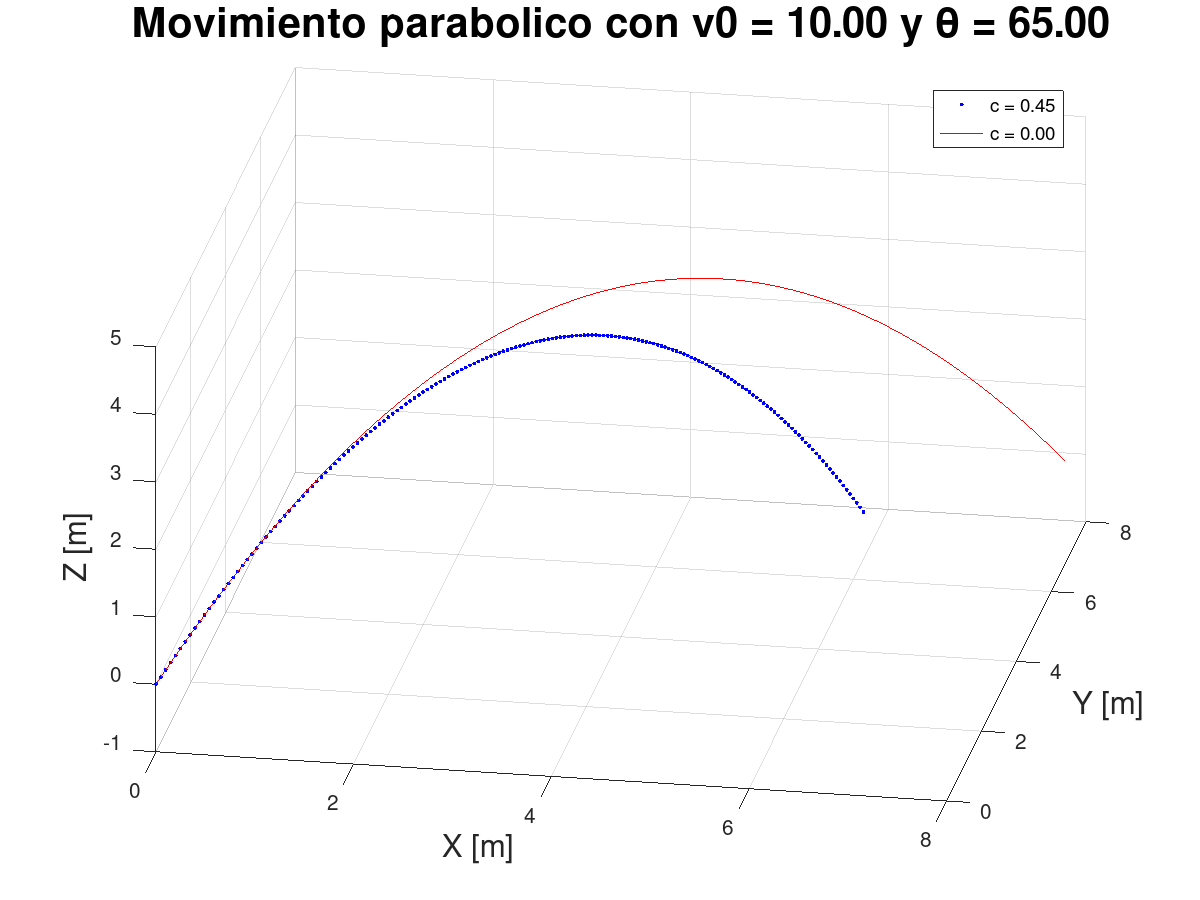 Movimiento parabolico con v0 = 10.00 y θ = 65.00
c = 0.45
c = 0.00
5
4
3
2
1
0
-1
Z [m]
0
2
4
6
8
X [m]
8
6
4
2
0
Y [m]